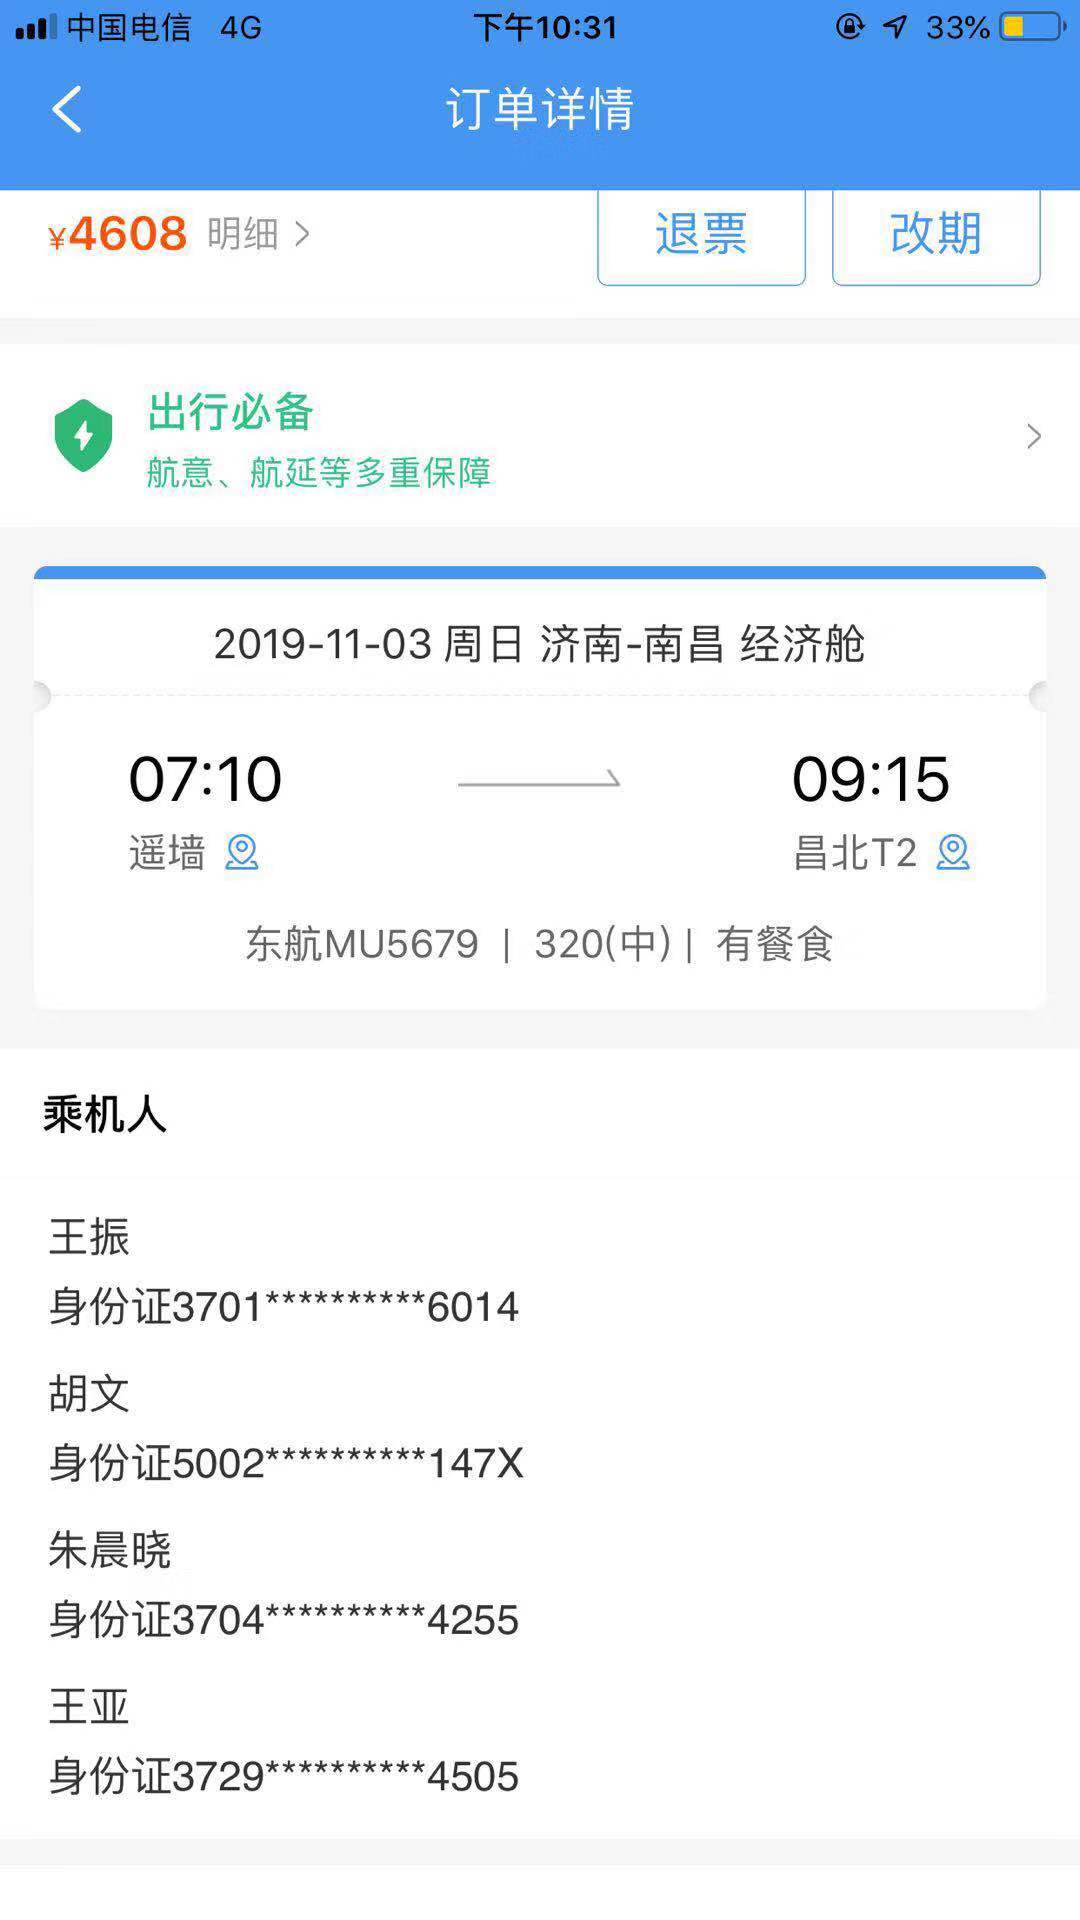 中国电信 4G 下午10:31 33%
订单详情
¥4608 明细 退票 改期
出行必备
航意、航延等多重保障
2019-11-03 周日 济南-南昌 经济舱
07:10 09:15
遥墙 昌北T2
东航MU5679 | 320(中) | 有餐食
乘机人
王振
身份证3701**********6014
胡文
身份证5002**********147X
朱晨晓
身份证3704**********4255
王亚
身份证3729**********4505